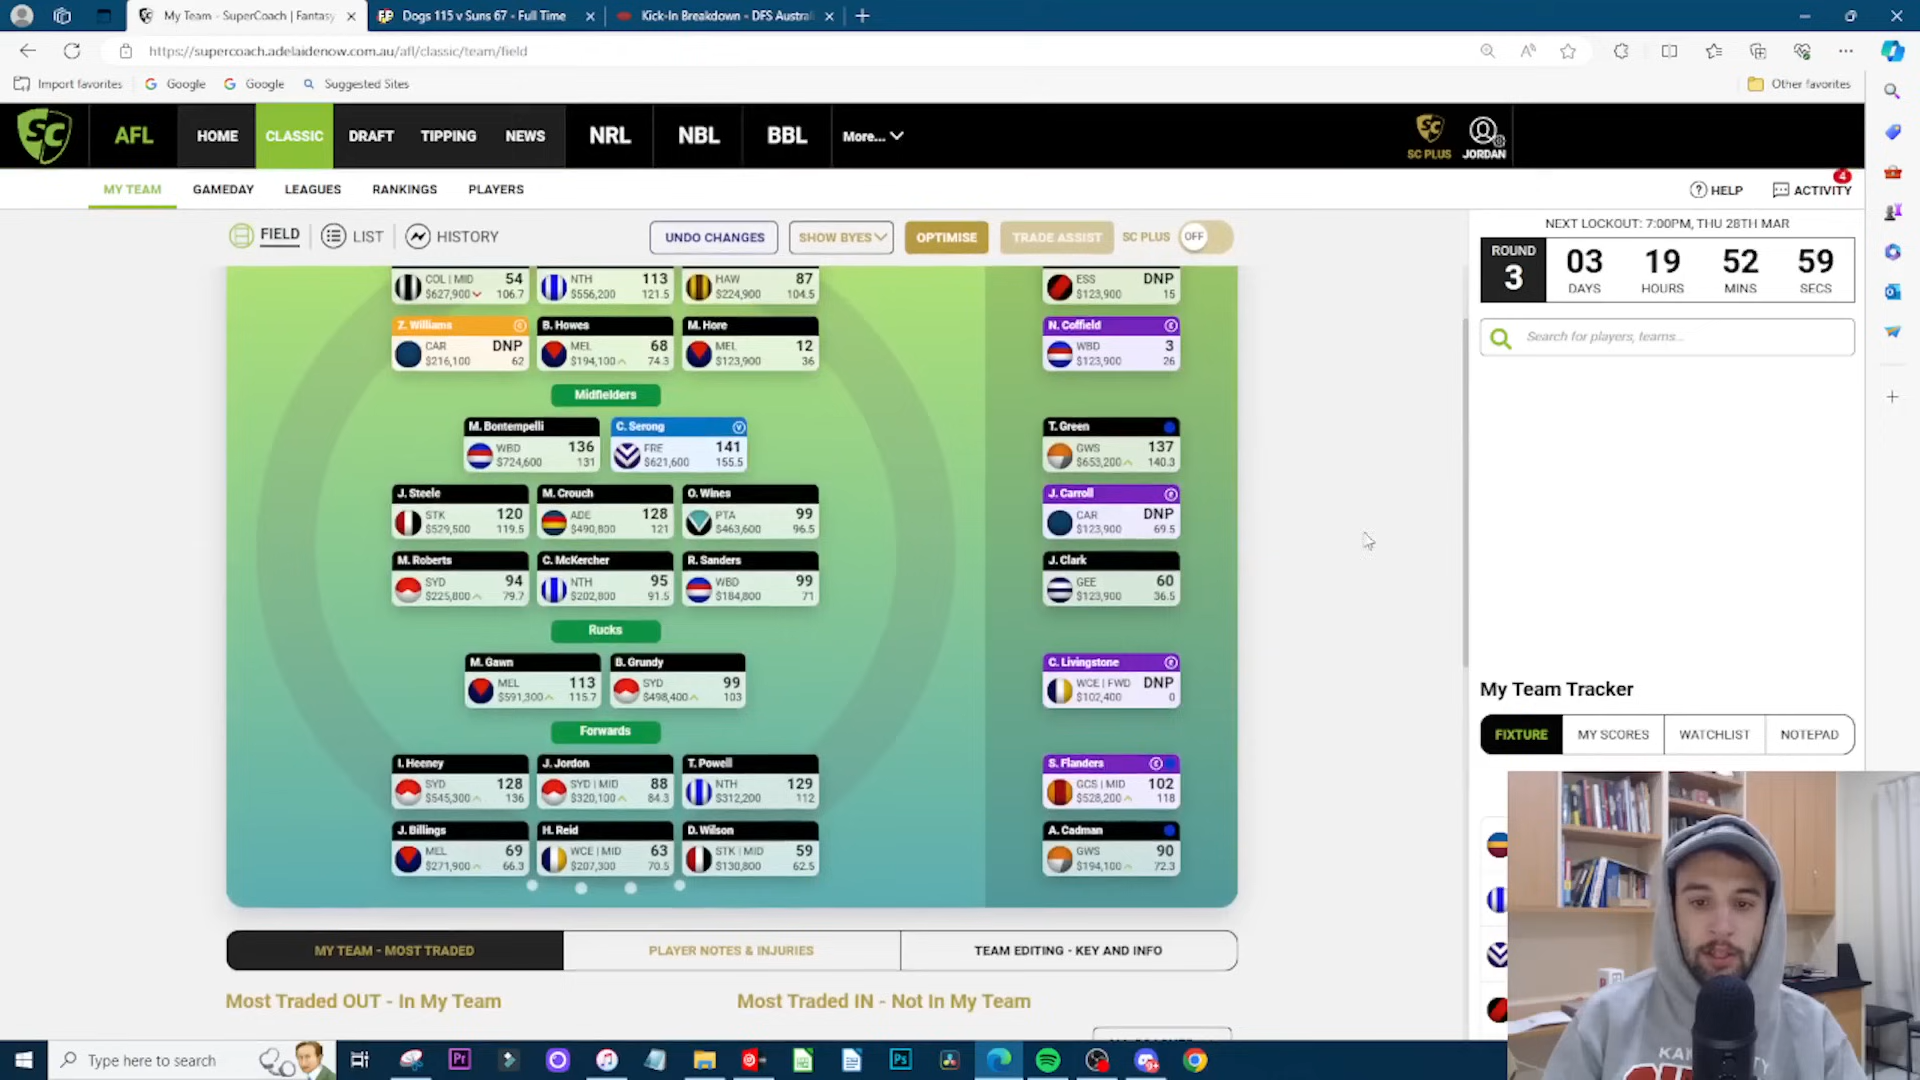 My Team - SuperCoach | Fantasy
Dogs 115 v Suns 67 - Full Time
Kick-In Breakdown - DFS Austral
https://supercoach.adelaidenow.com.au/afl/classic/team/field
Import favorites Google Google Suggested Sites Other favorites
SC AFL HOME CLASSIC DRAFT TIPPING NEWS NRL NBL BBL More... SC PLUS JORDAN
MY TEAM GAMEDAY LEAGUES RANKINGS PLAYERS HELP ACTIVITY 4
FIELD LIST HISTORY UNDO CHANGES SHOW BYES OPTIMISE TRADE ASSIST SC PLUS OFF
NEXT LOCKOUT: 7:00PM, THU 28TH MAR
ROUND 3 03 DAYS 19 HOURS 52 MINS 59 SECS
Search for players, teams...
COL | MID 54 $627,900 106.7
NTH 113 $556,200 121.5
HAW 87 $224,900 104.5
ESS DNP $123,900 15
Z. Williams CAR DNP $216,100 62
B. Howes MEL 68 $194,100 74.3
M. Hore MEL 12 $123,900 36
N. Coffield WBD 3 $123,900 26
Midfielders
M. Bontempelli WBD 136 $724,600 131
C. Serong V FRE 141 $621,600 155.5
T. Green GWS 137 $653,200 140.3
J. Steele STK 120 $529,500 119.5
M. Crouch ADE 128 $490,800 121
O. Wines PTA 99 $463,600 96.5
J. Carroll CAR DNP $123,900 69.5
M. Roberts SYD 94 $225,800 79.7
C. McKercher NTH 95 $202,800 91.5
R. Sanders WBD 99 $184,800 71
J. Clark GEE 60 $123,900 36.5
Rucks
M. Gawn MEL 113 $591,300 115.7
B. Grundy SYD 99 $498,400 103
C. Livingstone WCE | FWD DNP $102,400 0
Forwards
I. Heeney SYD 128 $545,300 136
J. Jordon SYD | MID 88 $320,100 84.3
T. Powell NTH 129 $312,200 112
S. Flanders GCS | MID 102 $528,200 118
J. Billings MEL 69 $271,900 66.3
H. Reid WCE | MID 63 $207,300 70.5
D. Wilson STK | MID 59 $130,800 62.5
A. Cadman GWS 90 $194,100 72.3
My Team Tracker
FIXTURE MY SCORES WATCHLIST NOTEPAD
MY TEAM - MOST TRADED PLAYER NOTES & INJURIES TEAM EDITING - KEY AND INFO
Most Traded OUT - In My Team
Most Traded IN - Not In My Team
Type here to search